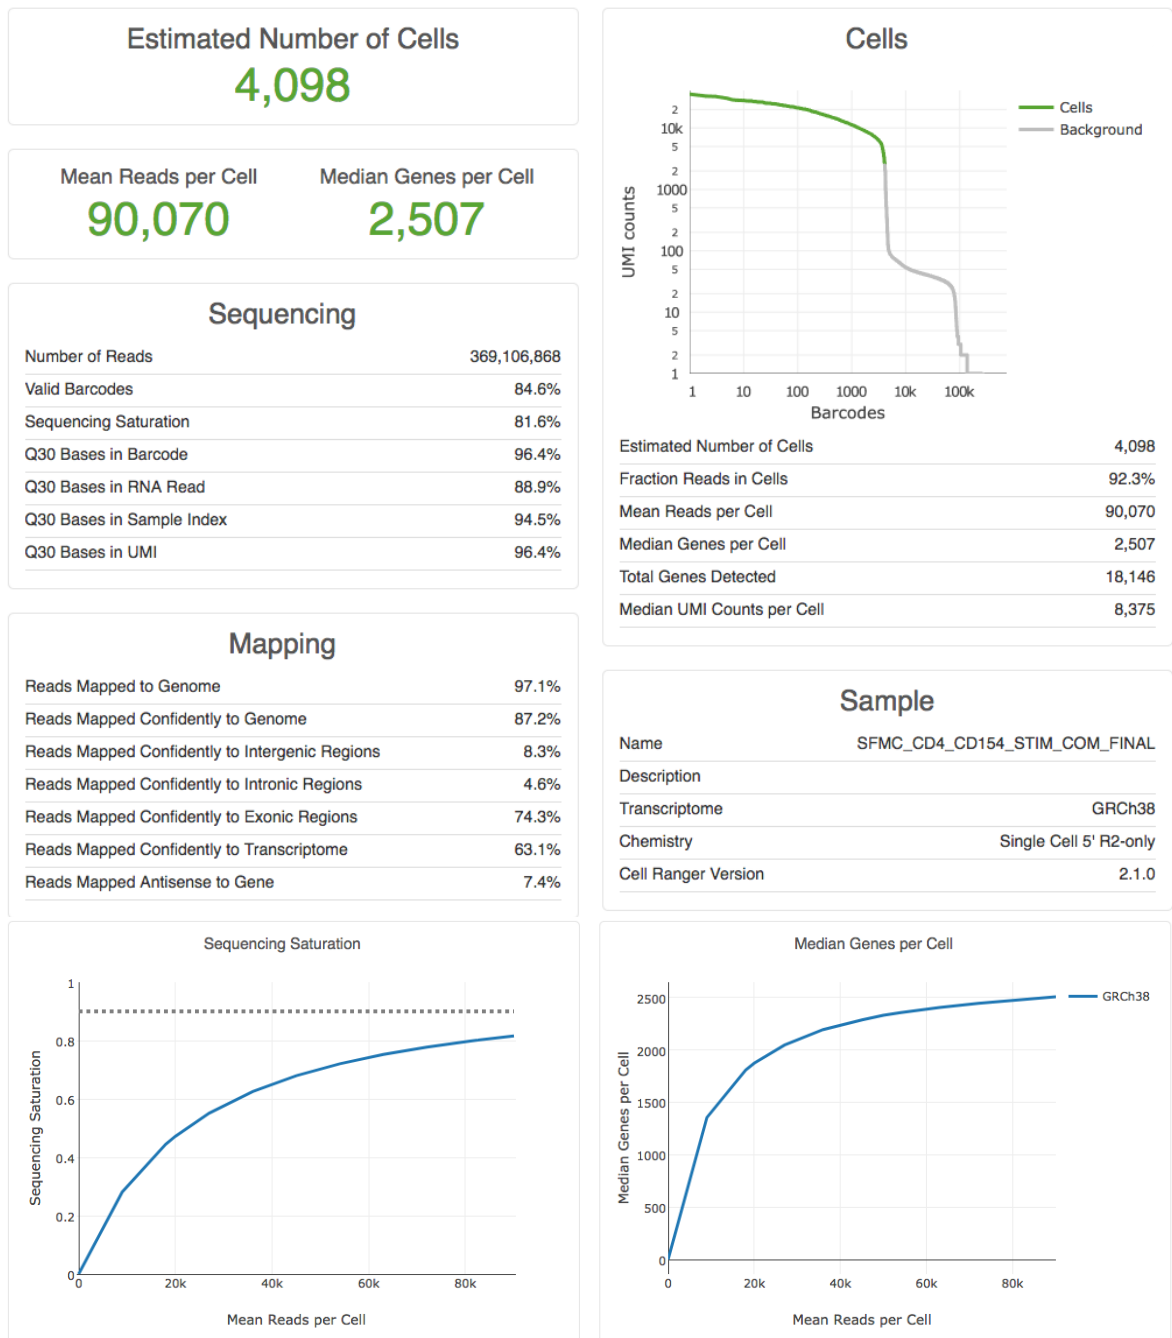 Estimated Number of Cells
4,098
Mean Reads per Cell
90,070
Median Genes per Cell
2,507
Sequencing
Number of Reads 369,106,868
Valid Barcodes 84.6%
Sequencing Saturation 81.6%
Q30 Bases in Barcode 96.4%
Q30 Bases in RNA Read 88.9%
Q30 Bases in Sample Index 94.5%
Q30 Bases in UMI 96.4%
Mapping
Reads Mapped to Genome 97.1%
Reads Mapped Confidently to Genome 87.2%
Reads Mapped Confidently to Intergenic Regions 8.3%
Reads Mapped Confidently to Intronic Regions 4.6%
Reads Mapped Confidently to Exonic Regions 74.3%
Reads Mapped Confidently to Transcriptome 63.1%
Reads Mapped Antisense to Gene 7.4%
Cells
UMI counts
2
10k
5
2
1000
5
2
100
5
2
10
5
2
1
1 10 100 1000 10k 100k
Barcodes
Cells
Background
Estimated Number of Cells 4,098
Fraction Reads in Cells 92.3%
Mean Reads per Cell 90,070
Median Genes per Cell 2,507
Total Genes Detected 18,146
Median UMI Counts per Cell 8,375
Sample
Name SFMC_CD4_CD154_STIM_COM_FINAL
Description
Transcriptome GRCh38
Chemistry Single Cell 5' R2-only
Cell Ranger Version 2.1.0
Sequencing Saturation
Sequencing Saturation
1
0.8
0.6
0.4
0.2
0
0 20k 40k 60k 80k
Mean Reads per Cell
Median Genes per Cell
Median Genes per Cell
2500
2000
1500
1000
500
0
0 20k 40k 60k 80k
Mean Reads per Cell
GRCh38